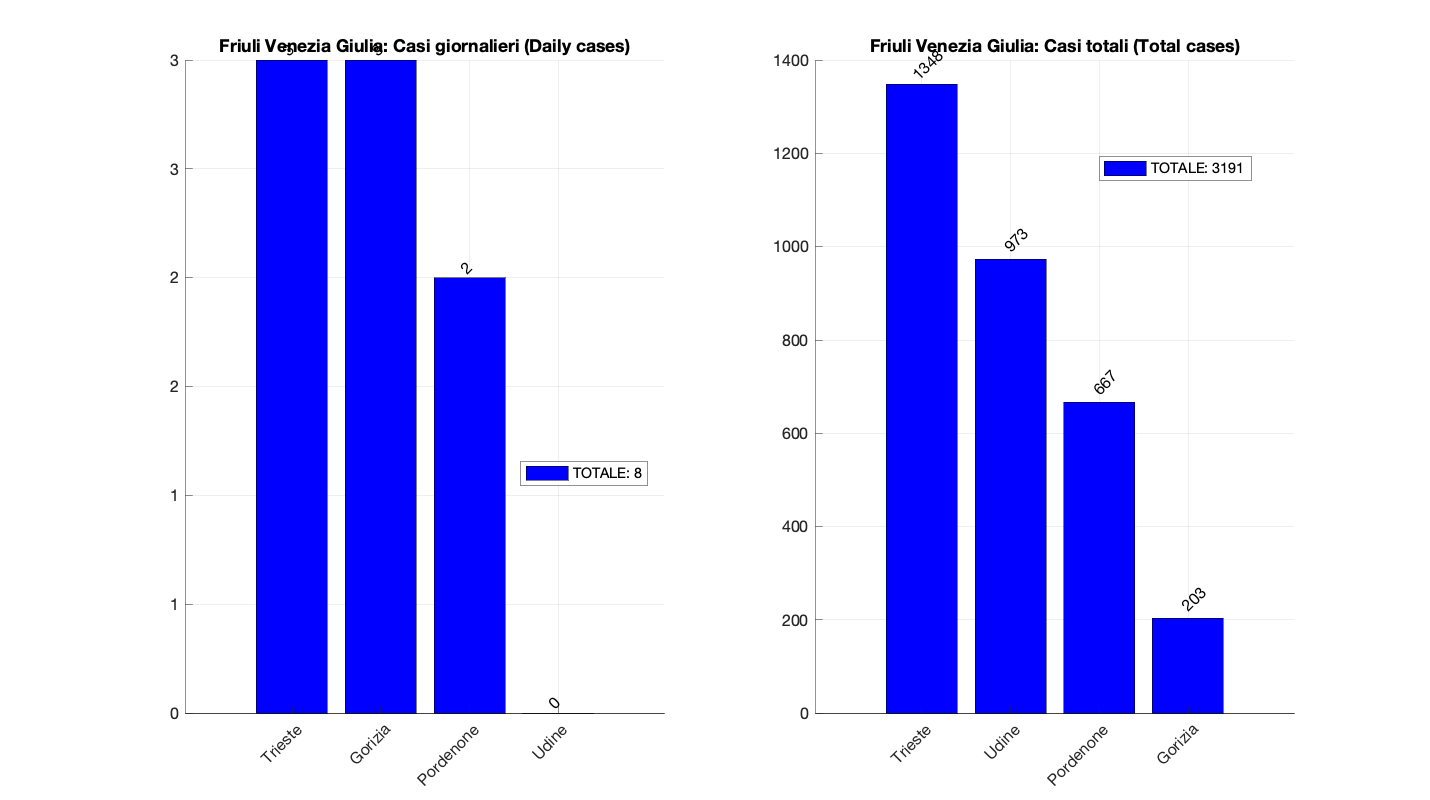 Friuli Venezia Giulia: Casi giornalieri (Daily cases)
3
3
3
3
2
2
2
1
1
0
0
TOTALE: 8
Trieste
Gorizia
Pordenone
Udine
Friuli Venezia Giulia: Casi totali (Total cases)
1400
1200
1000
800
600
400
200
0
1348
973
667
203
TOTALE: 3191
Trieste
Udine
Pordenone
Gorizia